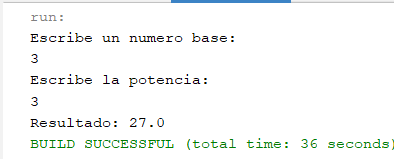 run:
Escribe un numero base:
3
Escribe la potencia:
3
Resultado: 27.0
BUILD SUCCESSFUL (total time: 36 seconds)